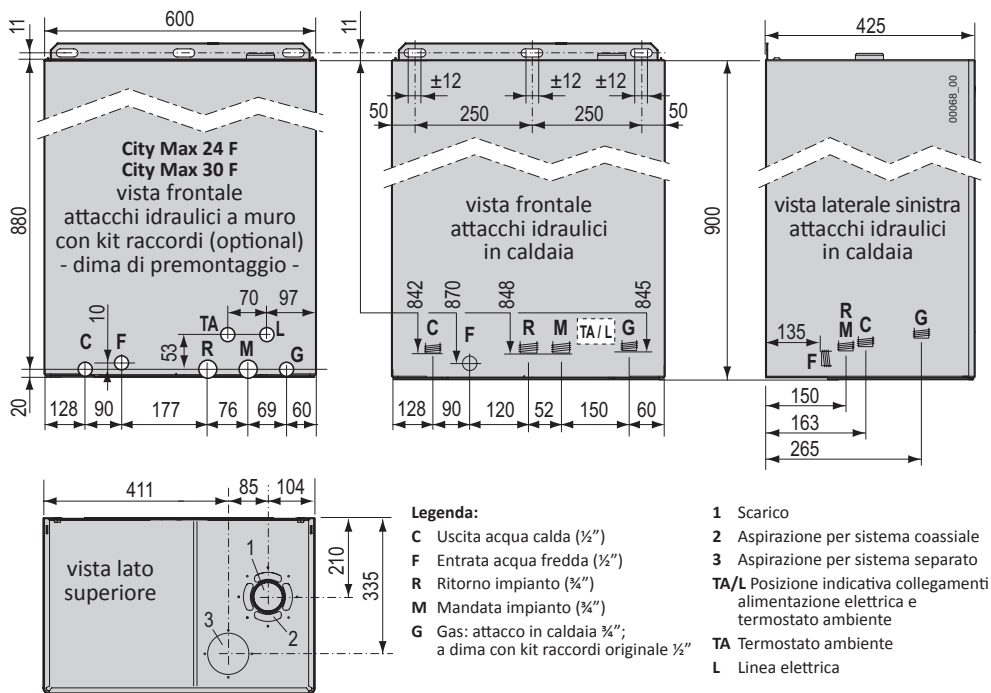 600
11
880
City Max 24 F
City Max 30 F
vista frontale
attacchi idraulici a muro
con kit raccordi (optional)
- dima di premontaggio -
70
97
10
TA
L
C
F
53
R
M
G
20
128
90
177
76
69
60
11
±12
±12
±12
50
250
250
50
vista frontale
attacchi idraulici
in caldaia
900
842
870
848
845
C
F
R
M
TA / L
G
128
90
120
52
150
60
425
00068_00
vista laterale sinistra
attacchi idraulici
in caldaia
135
R
M
C
G
F
150
163
265
411
85
104
vista lato
superiore
1
2
3
210
335
Legenda:
C Uscita acqua calda (½”)
F Entrata acqua fredda (½”)
R Ritorno impianto (¾”)
M Mandata impianto (¾”)
G Gas: attacco in caldaia ¾”;
a dima con kit raccordi originale ½”
1 Scarico
2 Aspirazione per sistema coassiale
3 Aspirazione per sistema separato
TA/L Posizione indicativa collegamenti
alimentazione elettrica e
termostato ambiente
TA Termostato ambiente
L Linea elettrica